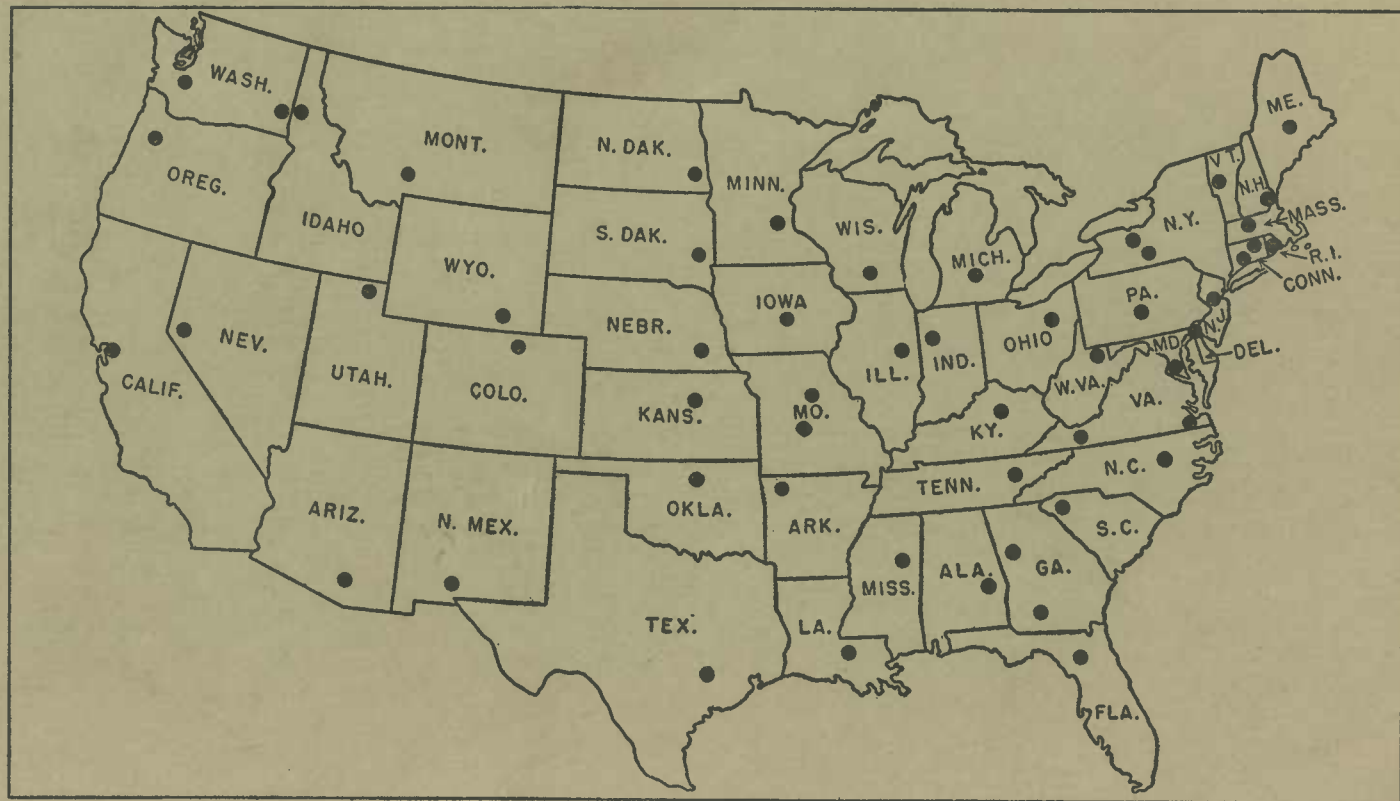 WASH.
MONT.
N. DAK.
MINN.
OREG.
IDAHO
S. DAK.
WIS.
MICH.
WYO.
NEBR.
IOWA
NEV.
UTAH.
COLO.
CALIF.
KANS.
MO.
ILL.
IND.
OHIO
KY.
W.VA.
VA.
PA.
N.Y.
VT.
N.H.
ME.
MASS.
R.I.
CONN.
N.J.
MD.
DEL.
ARIZ.
N. MEX.
OKLA.
ARK.
TENN.
N.C.
S.C.
TEX.
LA.
MISS.
ALA.
GA.
FLA.